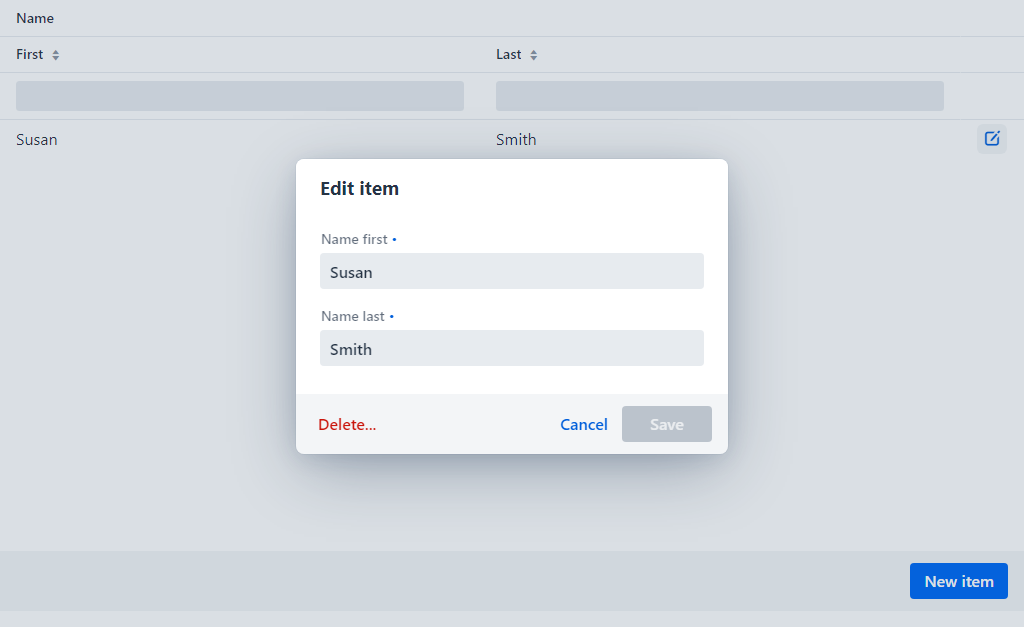 Name
First
Last
Susan
Smith
Edit item
Name first •
Susan
Name last •
Smith
Delete...
Cancel
Save
New item